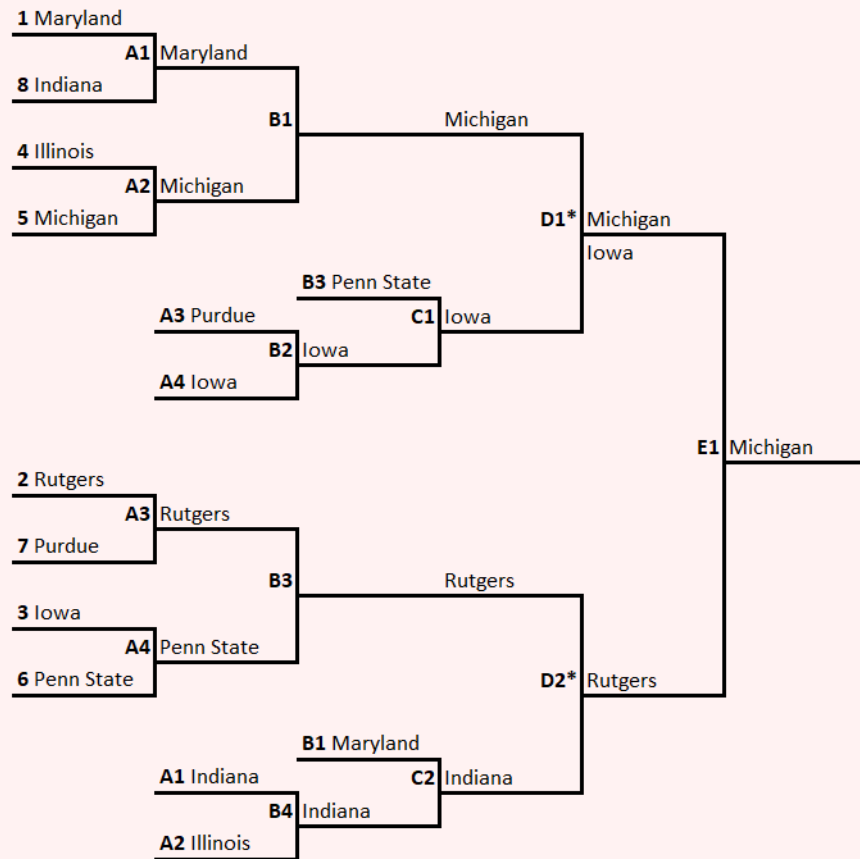 1 Maryland
A1 Maryland
8 Indiana
B1 Michigan
4 Illinois
A2 Michigan
5 Michigan
D1* Michigan
Iowa
B3 Penn State
A3 Purdue
C1 Iowa
B2 Iowa
A4 Iowa
E1 Michigan
2 Rutgers
A3 Rutgers
7 Purdue
B3 Rutgers
3 Iowa
A4 Penn State
6 Penn State
D2* Rutgers
B1 Maryland
A1 Indiana
C2 Indiana
B4 Indiana
A2 Illinois